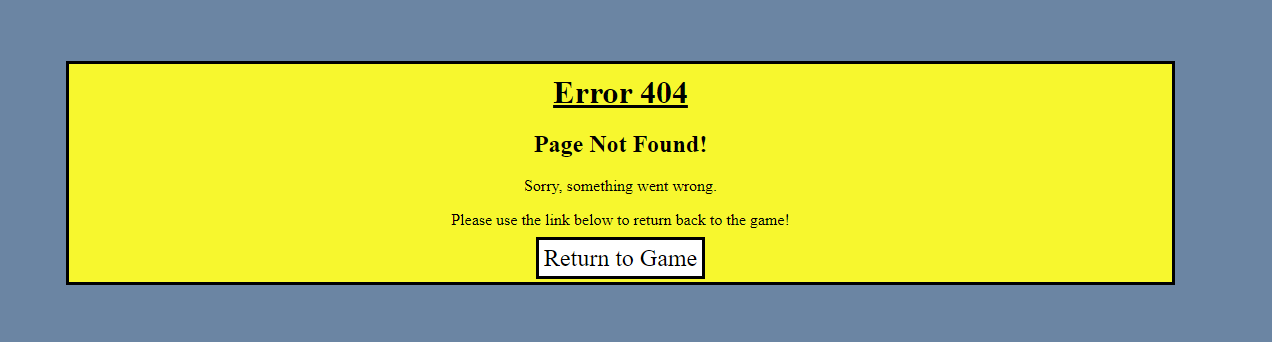 Error 404
Page Not Found!
Sorry, something went wrong.
Please use the link below to return back to the game!
Return to Game